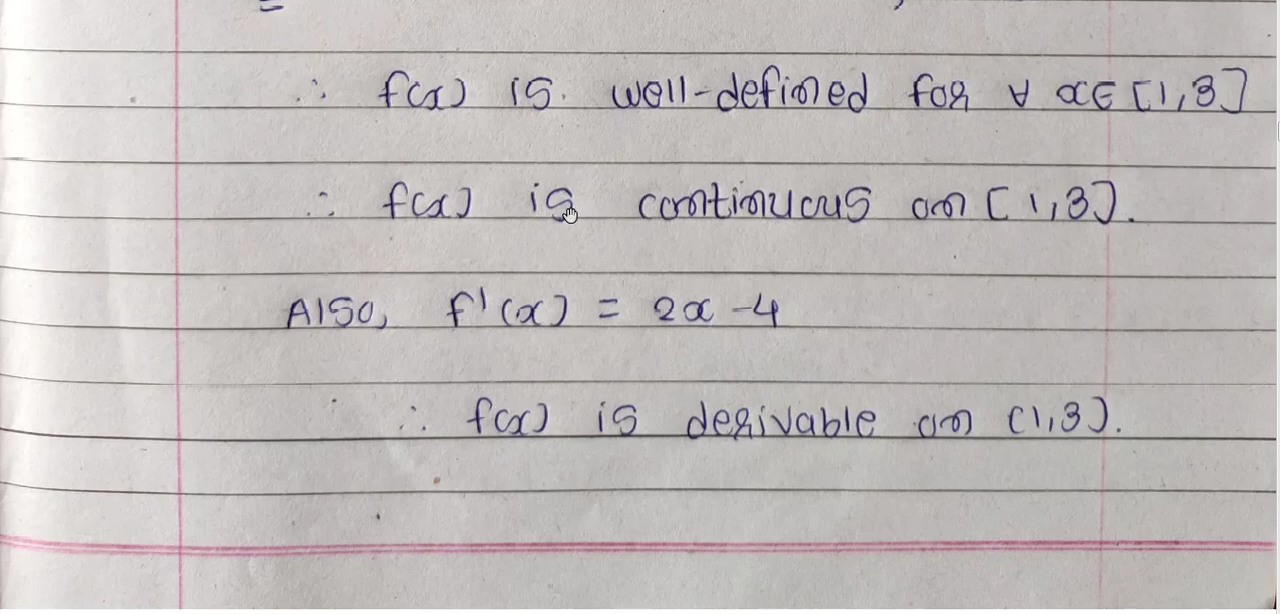 ∴ f(x) is well-defined for ∀ x∈[1,3]
∴ f(x) is continuous on [1,3].
Also, f'(x) = 2x-4
∴ f(x) is derivable on (1,3).